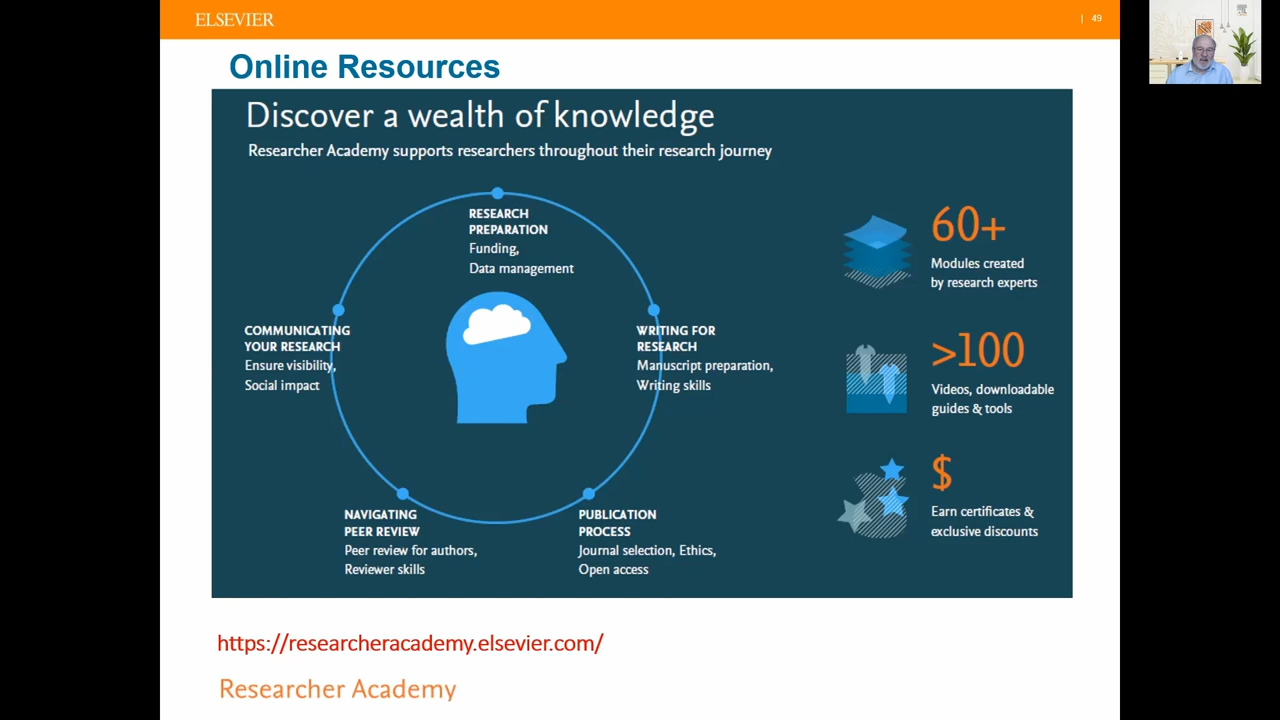 ELSEVIER
| 49
Online Resources
Discover a wealth of knowledge
Researcher Academy supports researchers throughout their research journey
RESEARCH
PREPARATION
Funding,
Data management
COMMUNICATING
YOUR RESEARCH
Ensure visibility,
Social impact
WRITING FOR
RESEARCH
Manuscript preparation,
Writing skills
NAVIGATING
PEER REVIEW
Peer review for authors,
Reviewer skills
PUBLICATION
PROCESS
Journal selection, Ethics,
Open access
60+
Modules created
by research experts
>100
Videos, downloadable
guides & tools
$
Earn certificates &
exclusive discounts
https://researcheracademy.elsevier.com/
Researcher Academy